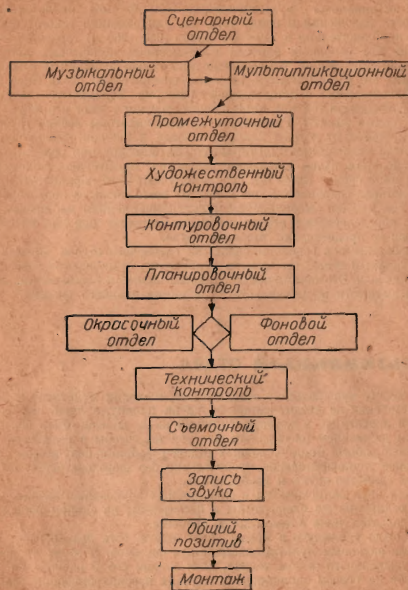 Сценарный
отдел
Музыкальный
отдел
Мультипликационный
отдел
Промежуточный
отдел
Художественный
контроль
Контуровочный
отдел
Планировочный
отдел
Окрасочный
отдел
Фоновой
отдел
Технический
контроль
Съемочный
отдел
Запись
звука
Общий
позитив
Монтаж